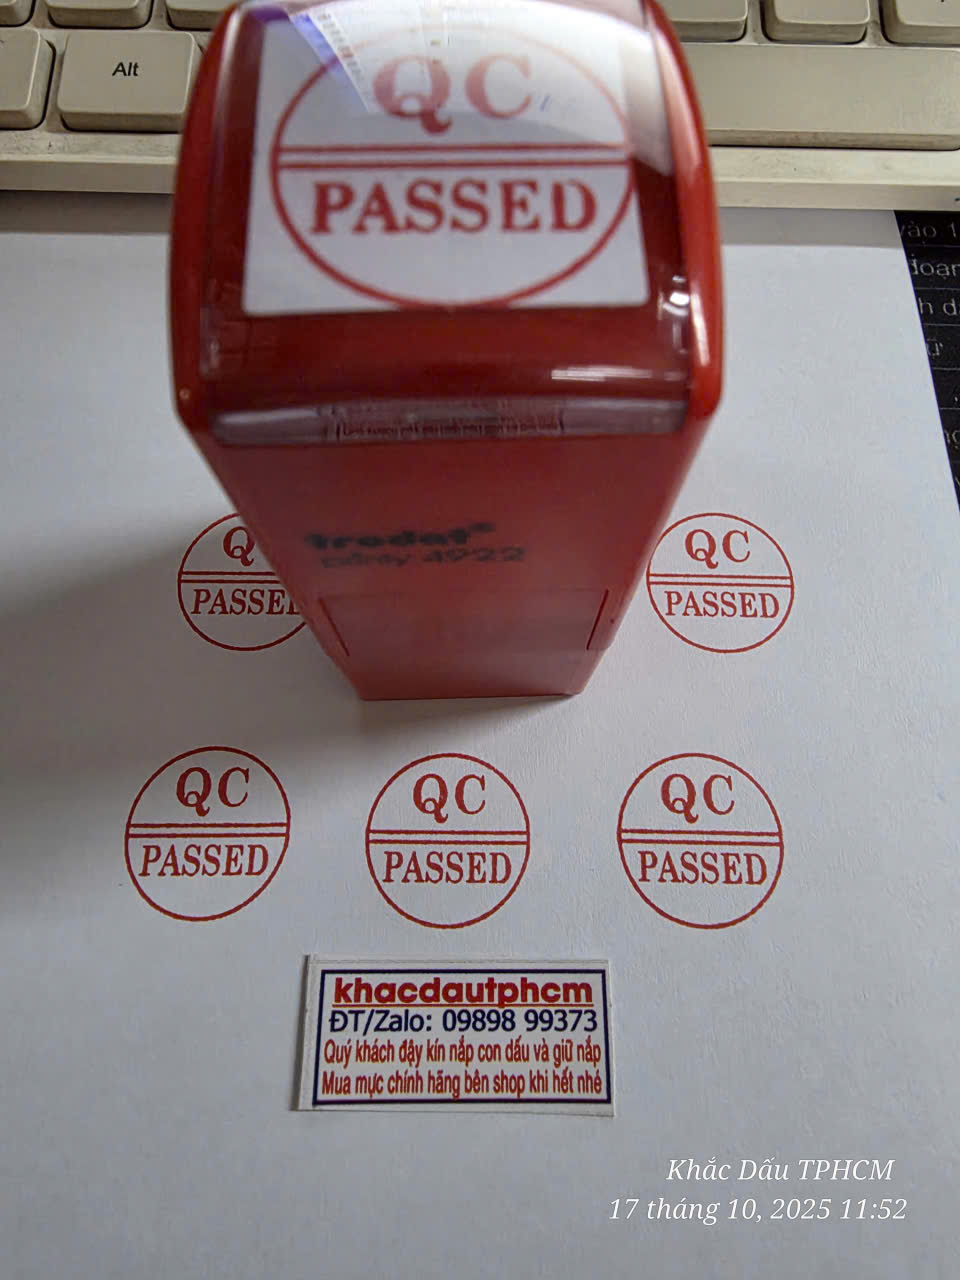 Alt
QC
PASSED
trodat
printy 4922
QC
PASSED
QC
PASSED
QC
PASSED
QC
PASSED
QC
PASSED
khacdautphcm
ĐT/Zalo: 09898 99373
Quý khách đậy kín nắp con dấu và giữ nắp
Mua mực chính hãng bên shop khi hết nhé
Khắc Dấu TPHCM
17 tháng 10, 2025 11:52